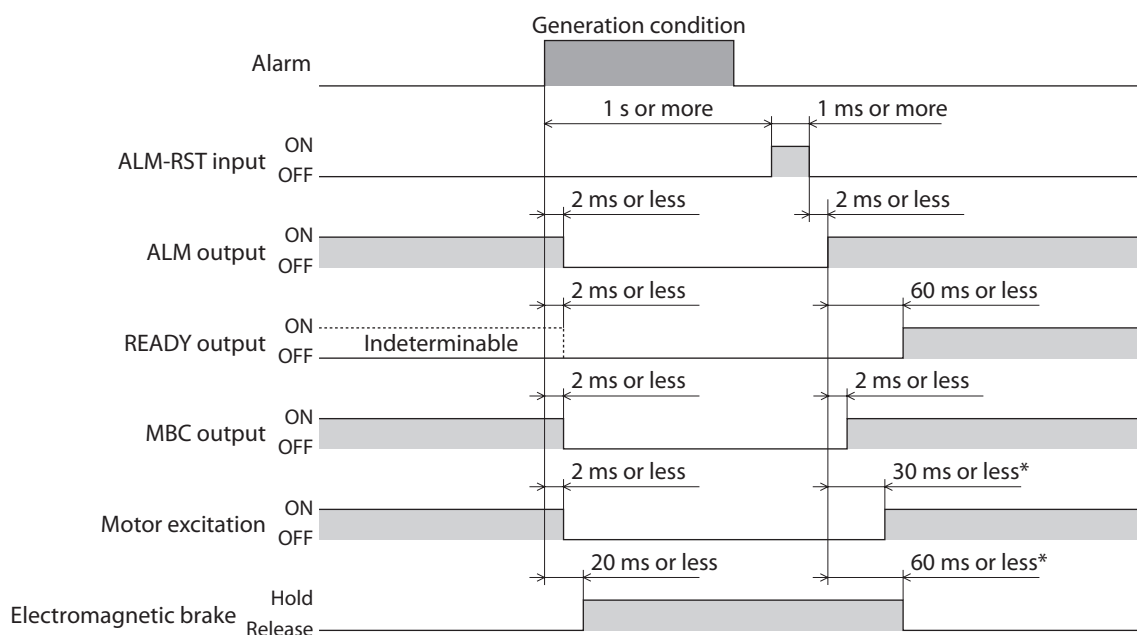 Generation condition
Alarm
1 s or more
1 ms or more
ALM-RST input
ON
OFF
2 ms or less
2 ms or less
ALM output
ON
OFF
2 ms or less
60 ms or less
READY output
ON
OFF
Indeterminable
2 ms or less
2 ms or less
MBC output
ON
OFF
2 ms or less
30 ms or less*
Motor excitation
ON
OFF
20 ms or less
60 ms or less*
Electromagnetic brake
Hold
Release